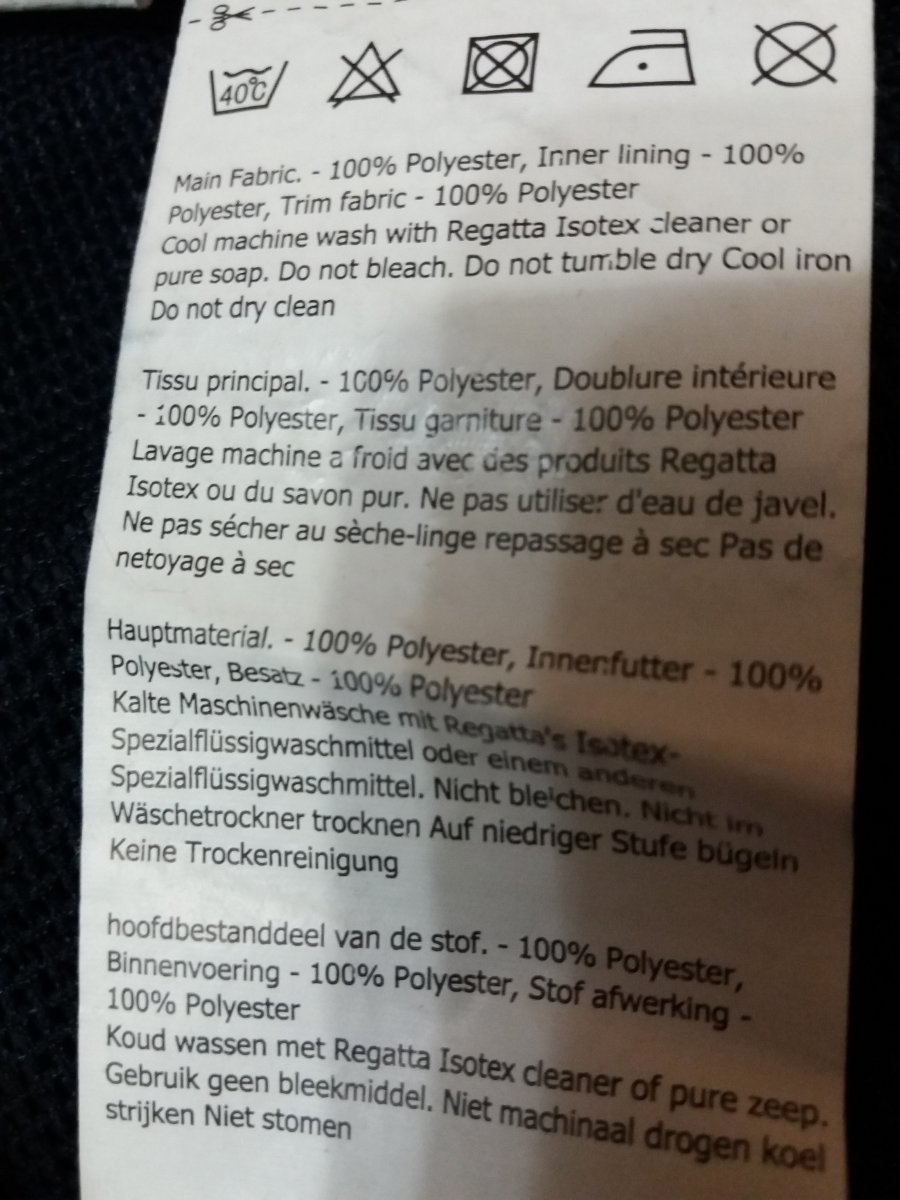 40°C
Main Fabric. - 100% Polyester, Inner lining - 100%
Polyester, Trim fabric - 100% Polyester
Cool machine wash with Regatta Isotex cleaner or
pure soap. Do not bleach. Do not tumble dry Cool iron
Do not dry clean
Tissu principal. - 100% Polyester, Doublure intérieure
- 100% Polyester, Tissu garniture - 100% Polyester
Lavage machine a froid avec des produits Regatta
Isotex ou du savon pur. Ne pas utiliser d'eau de javel.
Ne pas sécher au sèche-linge repassage à sec Pas de
netoyage à sec
Hauptmaterial. - 100% Polyester, Innenfutter - 100%
Polyester, Besatz - 100% Polyester
Kalte Maschinenwäsche mit Regatta's Isotex-
Spezialflüssigwaschmittel oder einem anderen
Spezialflüssigwaschmittel. Nicht bleichen. Nicht im
Wäschetrockner trocknen Auf niedriger Stufe bügeln
Keine Trockenreinigung
hoofdbestanddeel van de stof. - 100% Polyester,
Binnenvoering - 100% Polyester, Stof afwerking -
100% Polyester
Koud wassen met Regatta Isotex cleaner of pure zeep.
Gebruik geen bleekmiddel. Niet machinaal drogen koel
strijken Niet stomen